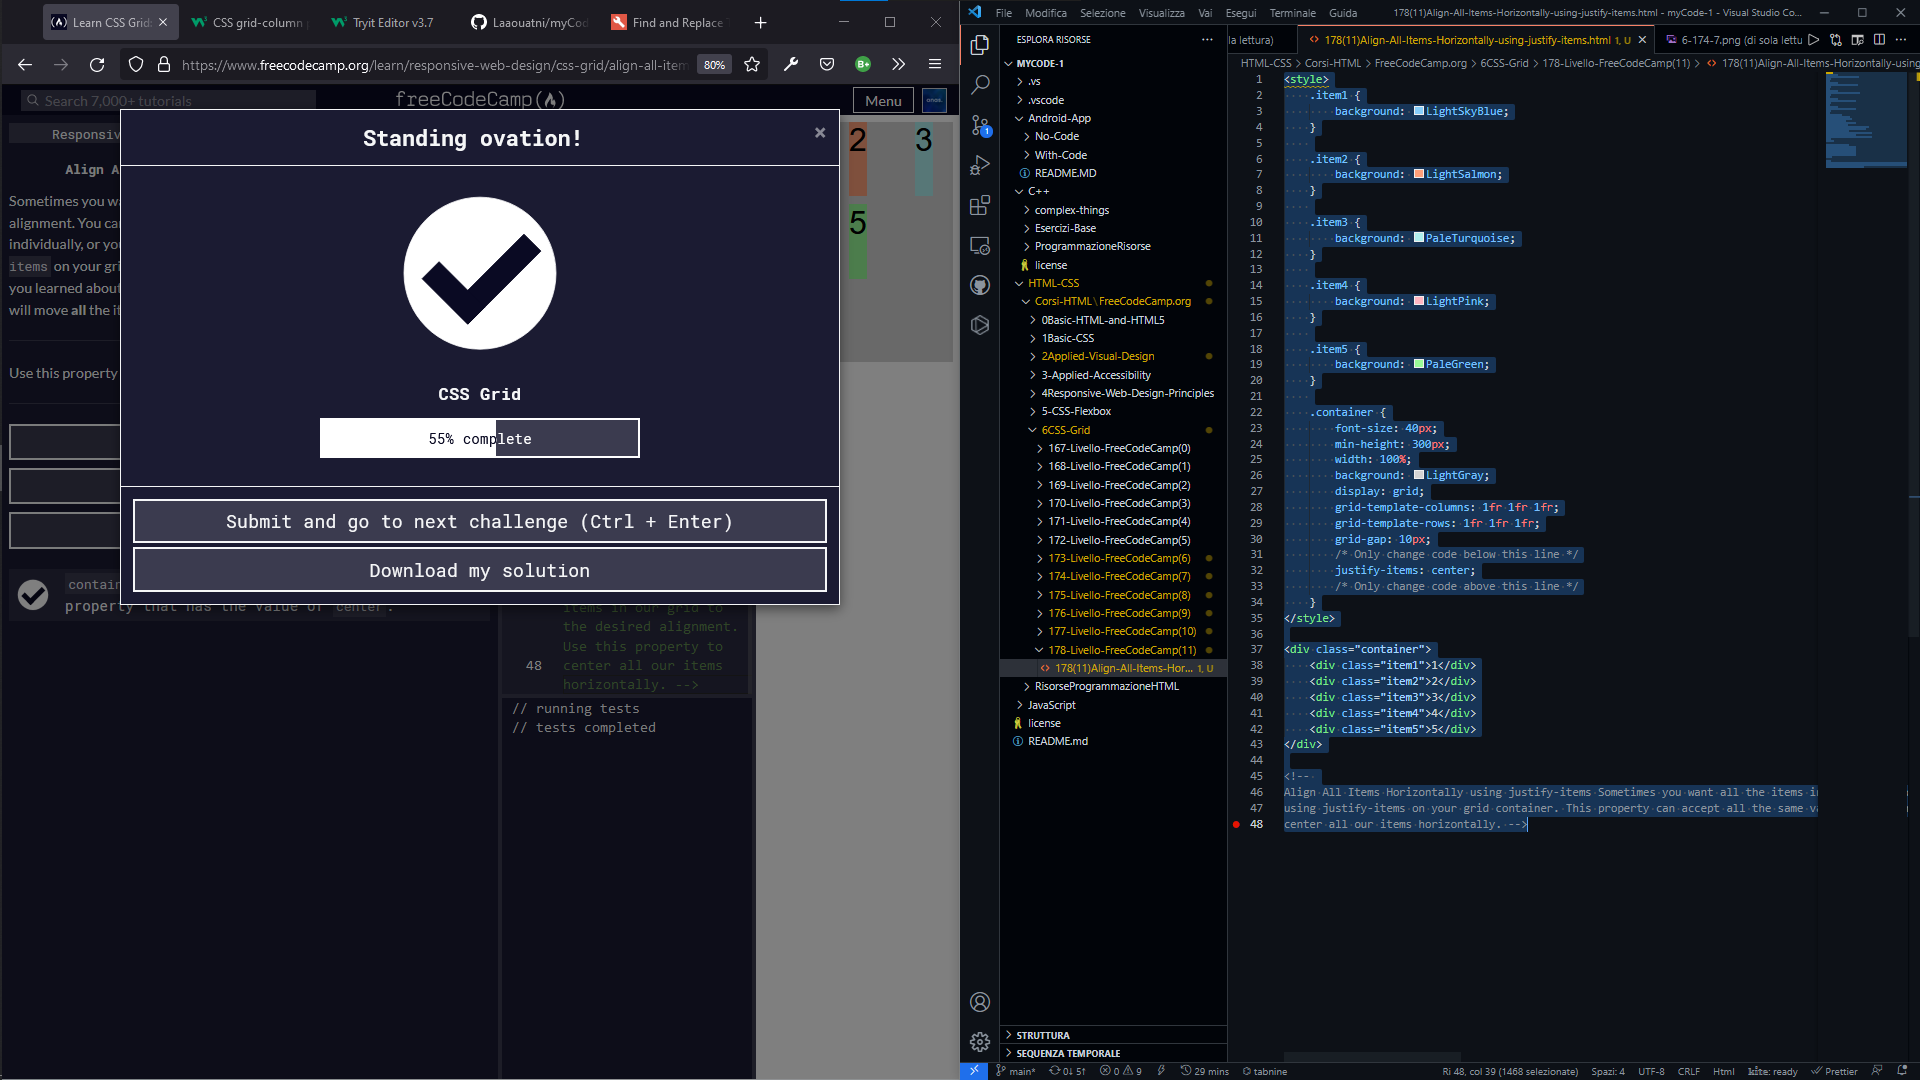 Learn CSS Grid:
CSS grid-column
Tryit Editor v3.7
Laaouatni/myCod
Find and Replace
https://www.freecodecamp.org/learn/responsive-web-design/css-grid/align-all-item
80%
Search 7,000+ tutorials
freeCodeCamp
Menu
Responsiv
Align A
Sometimes you wa
alignment. You can
individually, or you
items on your gri
you learned about
will move all the it
Use this property
Standing ovation!
×
CSS Grid
55% complete
Submit and go to next challenge (Ctrl + Enter)
Download my solution
contain
property that has the value of center.
2
3
5
items in our grid to
the desired alignment.
Use this property to
48 center all our items
horizontally. -->
// running tests
// tests completed
File Modifica Selezione Visualizza Vai Esegui Terminale Guida
178(11)Align-All-Items-Horizontally-using-justify-items.html - myCode-1 - Visual Studio Co...
ESPLORA RISORSE
MYCODE-1
.vs
.vscode
Android-App
No-Code
With-Code
README.MD
C++
complex-things
Esercizi-Base
ProgrammazioneRisorse
license
HTML-CSS
Corsi-HTML\FreeCodeCamp.org
0Basic-HTML-and-HTML5
1Basic-CSS
2Applied-Visual-Design
3-Applied-Accessibility
4Responsive-Web-Design-Principles
5-CSS-Flexbox
6CSS-Grid
167-Livello-FreeCodeCamp(0)
168-Livello-FreeCodeCamp(1)
169-Livello-FreeCodeCamp(2)
170-Livello-FreeCodeCamp(3)
171-Livello-FreeCodeCamp(4)
172-Livello-FreeCodeCamp(5)
173-Livello-FreeCodeCamp(6)
174-Livello-FreeCodeCamp(7)
175-Livello-FreeCodeCamp(8)
176-Livello-FreeCodeCamp(9)
177-Livello-FreeCodeCamp(10)
178-Livello-FreeCodeCamp(11)
178(11)Align-All-Items-Hor... 1, U
RisorseProgrammazioneHTML
JavaScript
license
README.md
STRUTTURA
SEQUENZA TEMPORALE
la lettura)
178(11)Align-All-Items-Horizontally-using-justify-items.html 1, U
6-174-7.png (di sola lettu
HTML-CSS > Corsi-HTML > FreeCodeCamp.org > 6CSS-Grid > 178-Livello-FreeCodeCamp(11) > 178(11)Align-All-Items-Horizontally-using
1 <style>
2 .item1 {
3 background: LightSkyBlue;
4 }
5
6 .item2 {
7 background: LightSalmon;
8 }
9
10 .item3 {
11 background: PaleTurquoise;
12 }
13
14 .item4 {
15 background: LightPink;
16 }
17
18 .item5 {
19 background: PaleGreen;
20 }
21
22 .container {
23 font-size: 40px;
24 min-height: 300px;
25 width: 100%;
26 background: LightGray;
27 display: grid;
28 grid-template-columns: 1fr 1fr 1fr;
29 grid-template-rows: 1fr 1fr 1fr;
30 grid-gap: 10px;
31 /* Only change code below this line */
32 justify-items: center;
33 /* Only change code above this line */
34 }
35 </style>
36
37 <div class="container">
38 <div class="item1">1</div>
39 <div class="item2">2</div>
40 <div class="item3">3</div>
41 <div class="item4">4</div>
42 <div class="item5">5</div>
43 </div>
44
45 <!--
46 Align All Items Horizontally using justify-items Sometimes you want all the items i
47 using justify-items on your grid container. This property can accept all the same v
48 center all our items horizontally. -->
main* 0↓ 5↑ 0 9 29 mins tabnine
Ri 48, col 39 (1468 selezionate) Spazi: 4 UTF-8 CRLF Html kite: ready Prettier